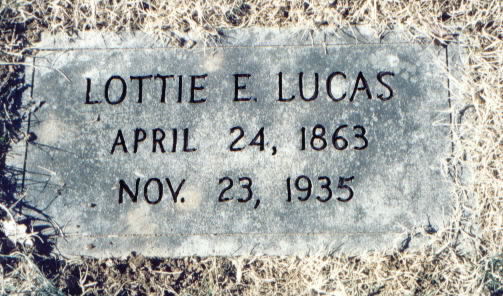 LOTTIE E. LUCAS
APRIL 24, 1863
NOV. 23, 1935